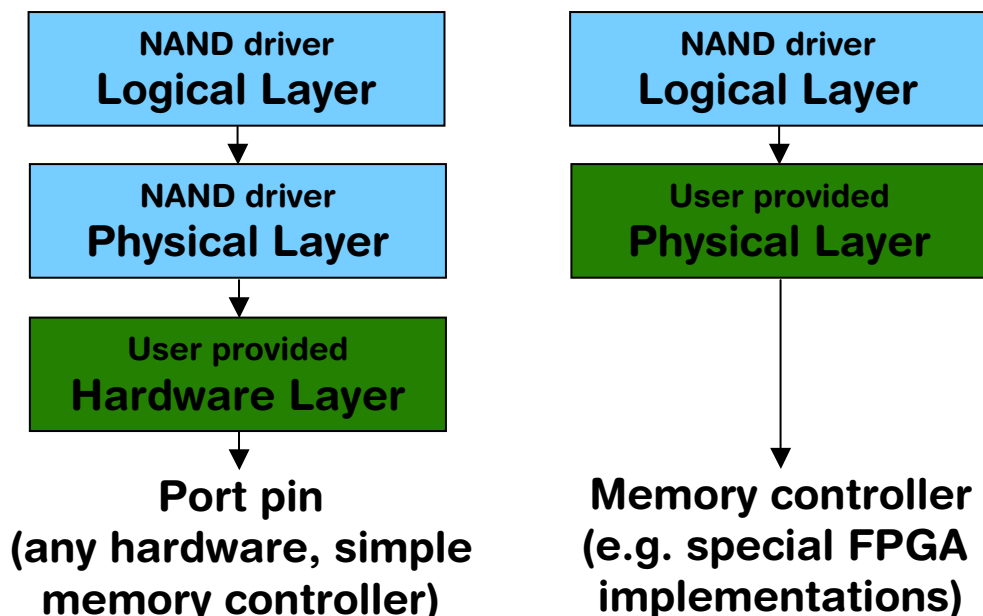 NAND driver
Logical Layer
NAND driver
Physical Layer
User provided
Hardware Layer
Port pin
(any hardware, simple
memory controller)
NAND driver
Logical Layer
User provided
Physical Layer
Memory controller
(e.g. special FPGA
implementations)